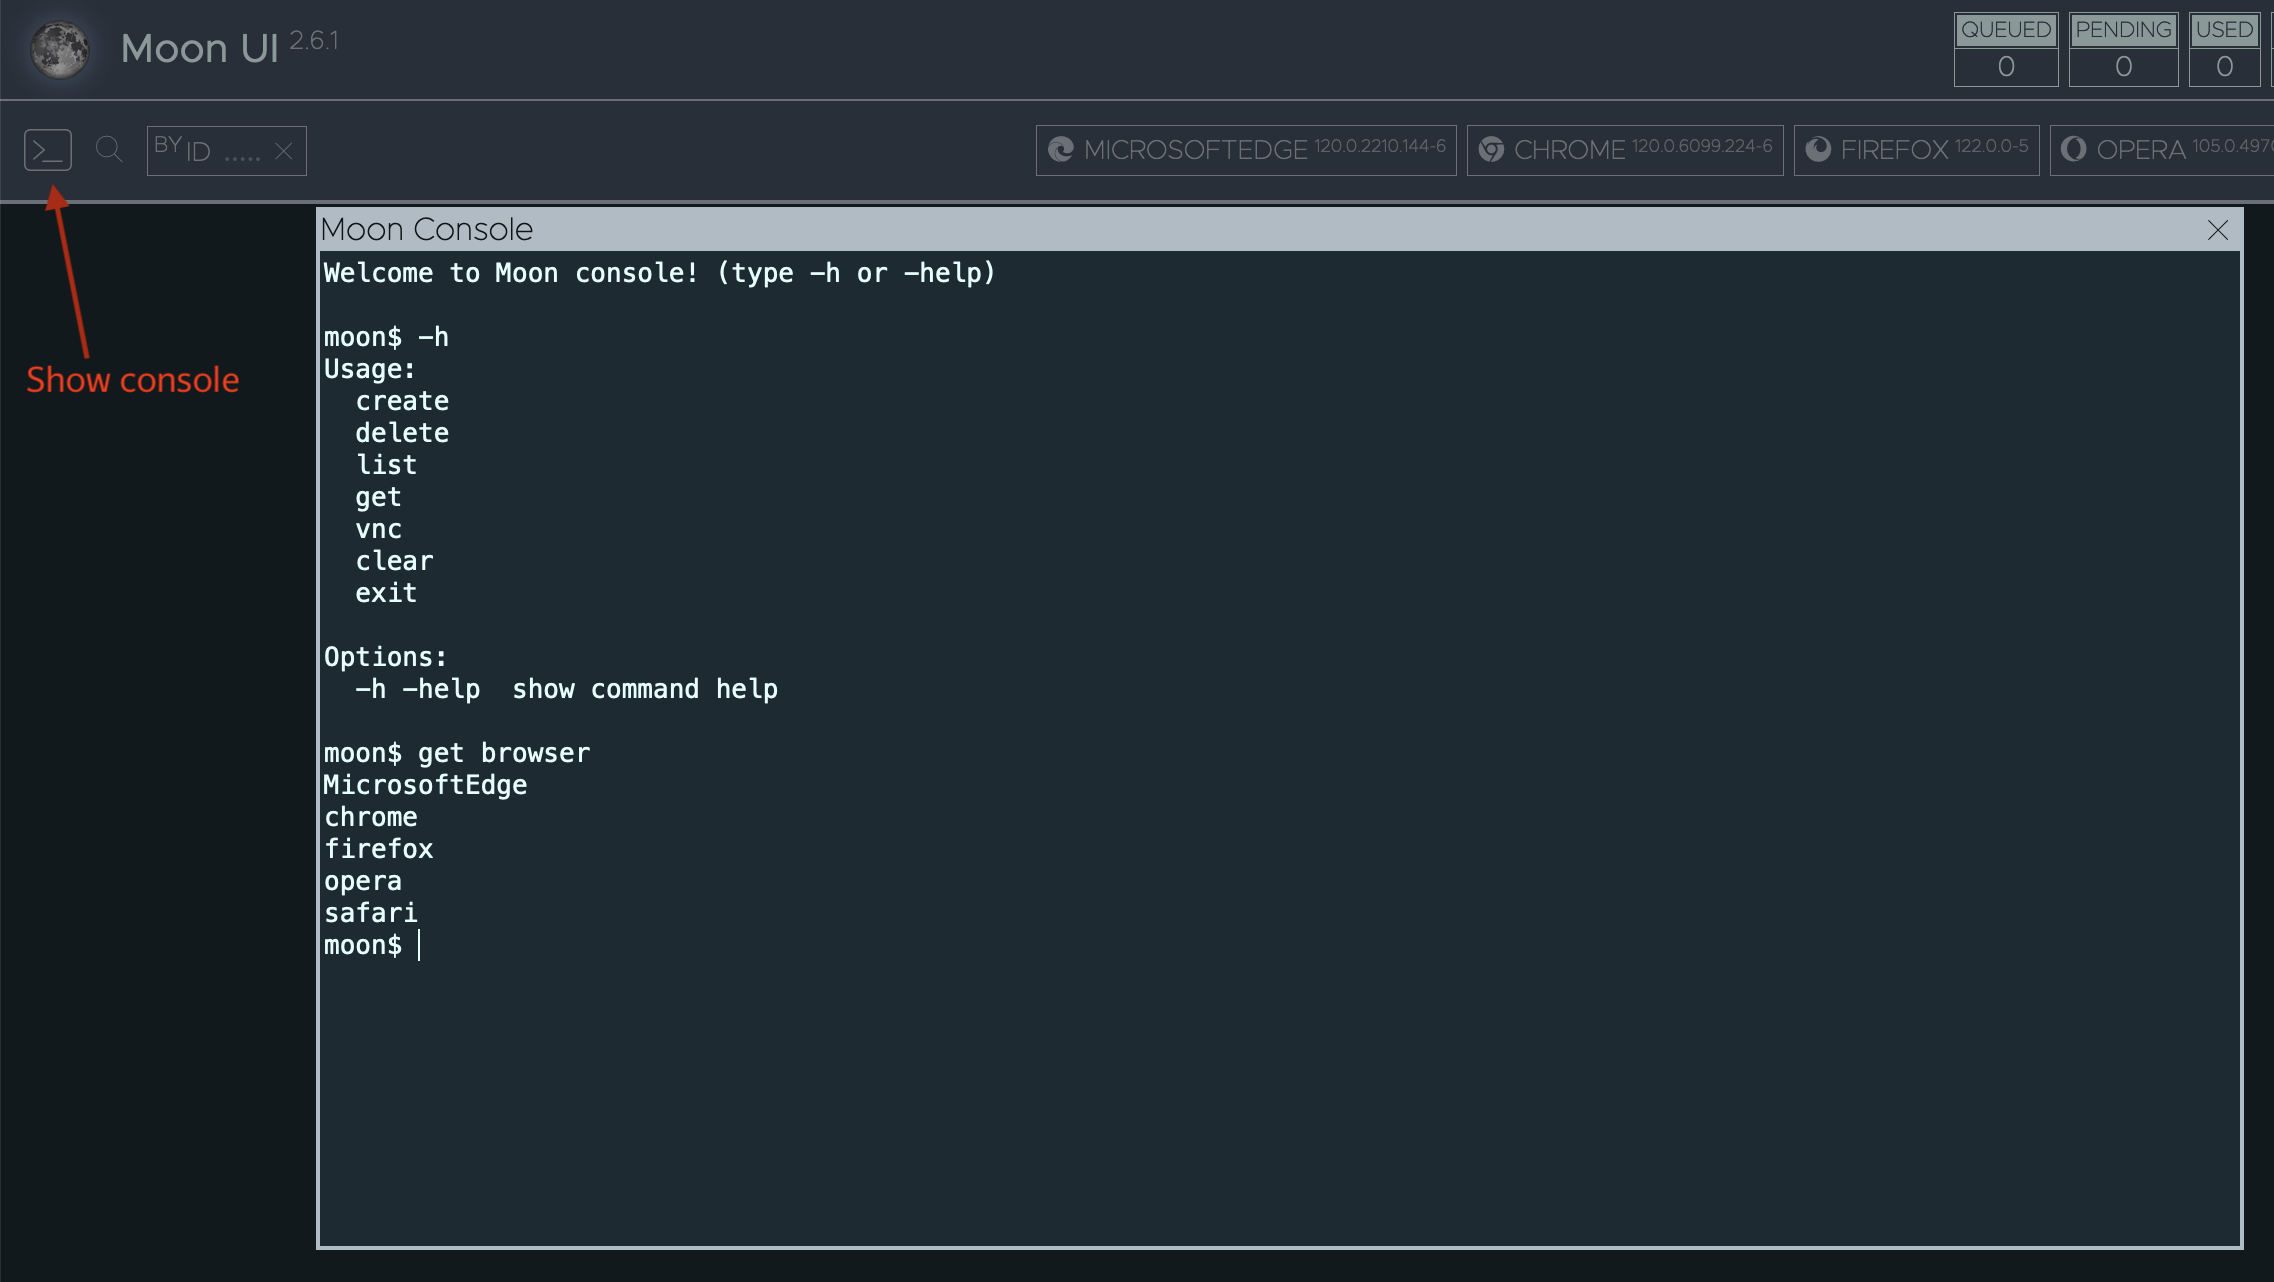 Moon UI 2.6.1
QUEUED PENDING USED
0 0 0
>_ BY ID ..... MICROSOFTEDGE 120.0.2210.144-6 CHROME 120.0.6099.224-6 FIREFOX 122.0.0-5 OPERA 105.0.497
Show console
Moon Console
Welcome to Moon console! (type -h or -help)
moon$ -h
Usage:
create
delete
list
get
vnc
clear
exit
Options:
-h -help show command help
moon$ get browser
MicrosoftEdge
chrome
firefox
opera
safari
moon$